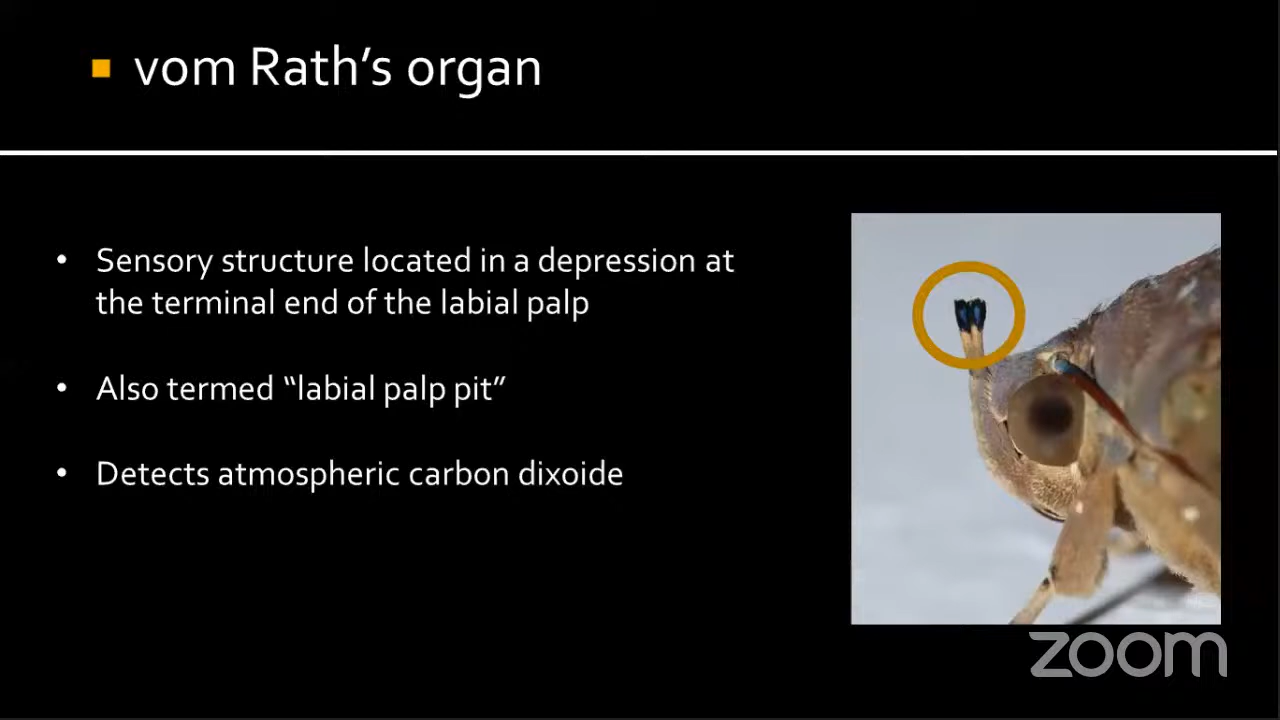 vom Rath's organ
• Sensory structure located in a depression at
the terminal end of the labial palp
• Also termed “labial palp pit”
• Detects atmospheric carbon dixoide
zoom